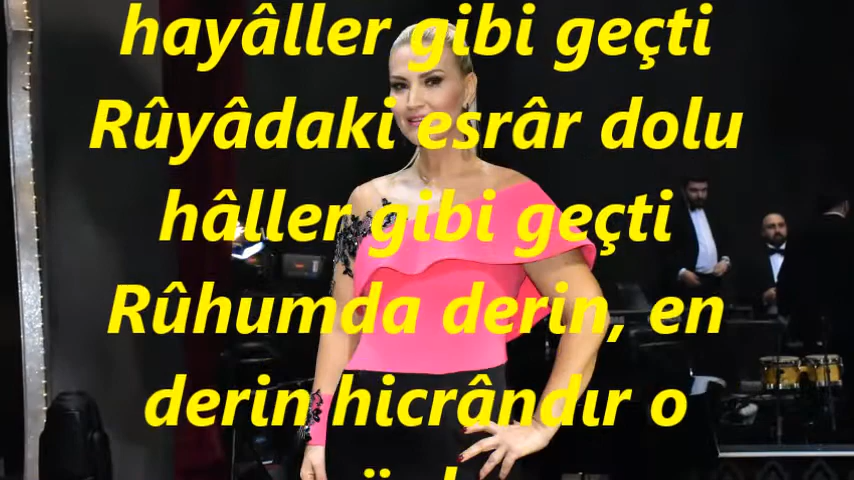 hayâller gibi geçti
Rûyâdaki esrâr dolu
hâller gibi geçti
Rûhumda derin, en
derin hicrândır o